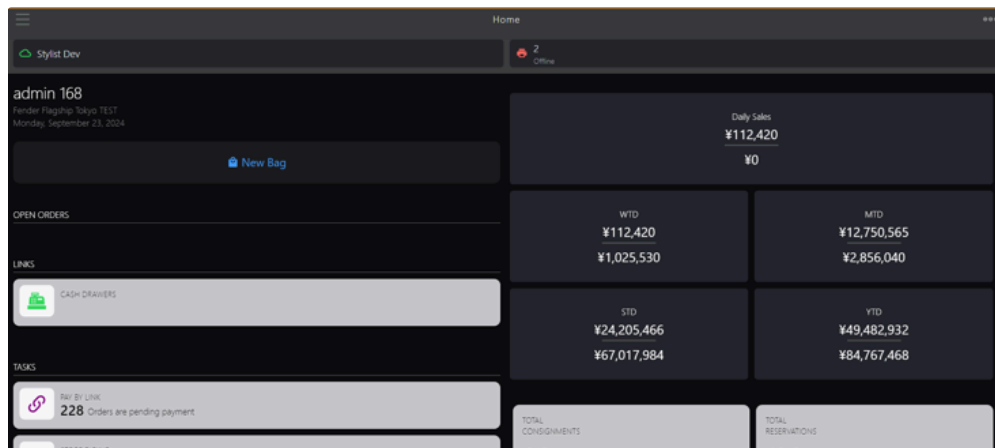 Home
Stylist Dev
2
Offline
admin 168
Fender Flagship Tokyo TEST
Monday, September 23, 2024
New Bag
OPEN ORDERS
LINKS
CASH DRAWERS
TASKS
PAY BY LINK
228 Orders are pending payment
Daily Sales
¥112,420
¥0
WTD
¥112,420
¥1,025,530
MTD
¥12,750,565
¥2,856,040
STD
¥24,205,466
¥67,017,984
YTD
¥49,482,932
¥84,767,468
TOTAL
CONSIGNMENTS
TOTAL
RESERVATIONS